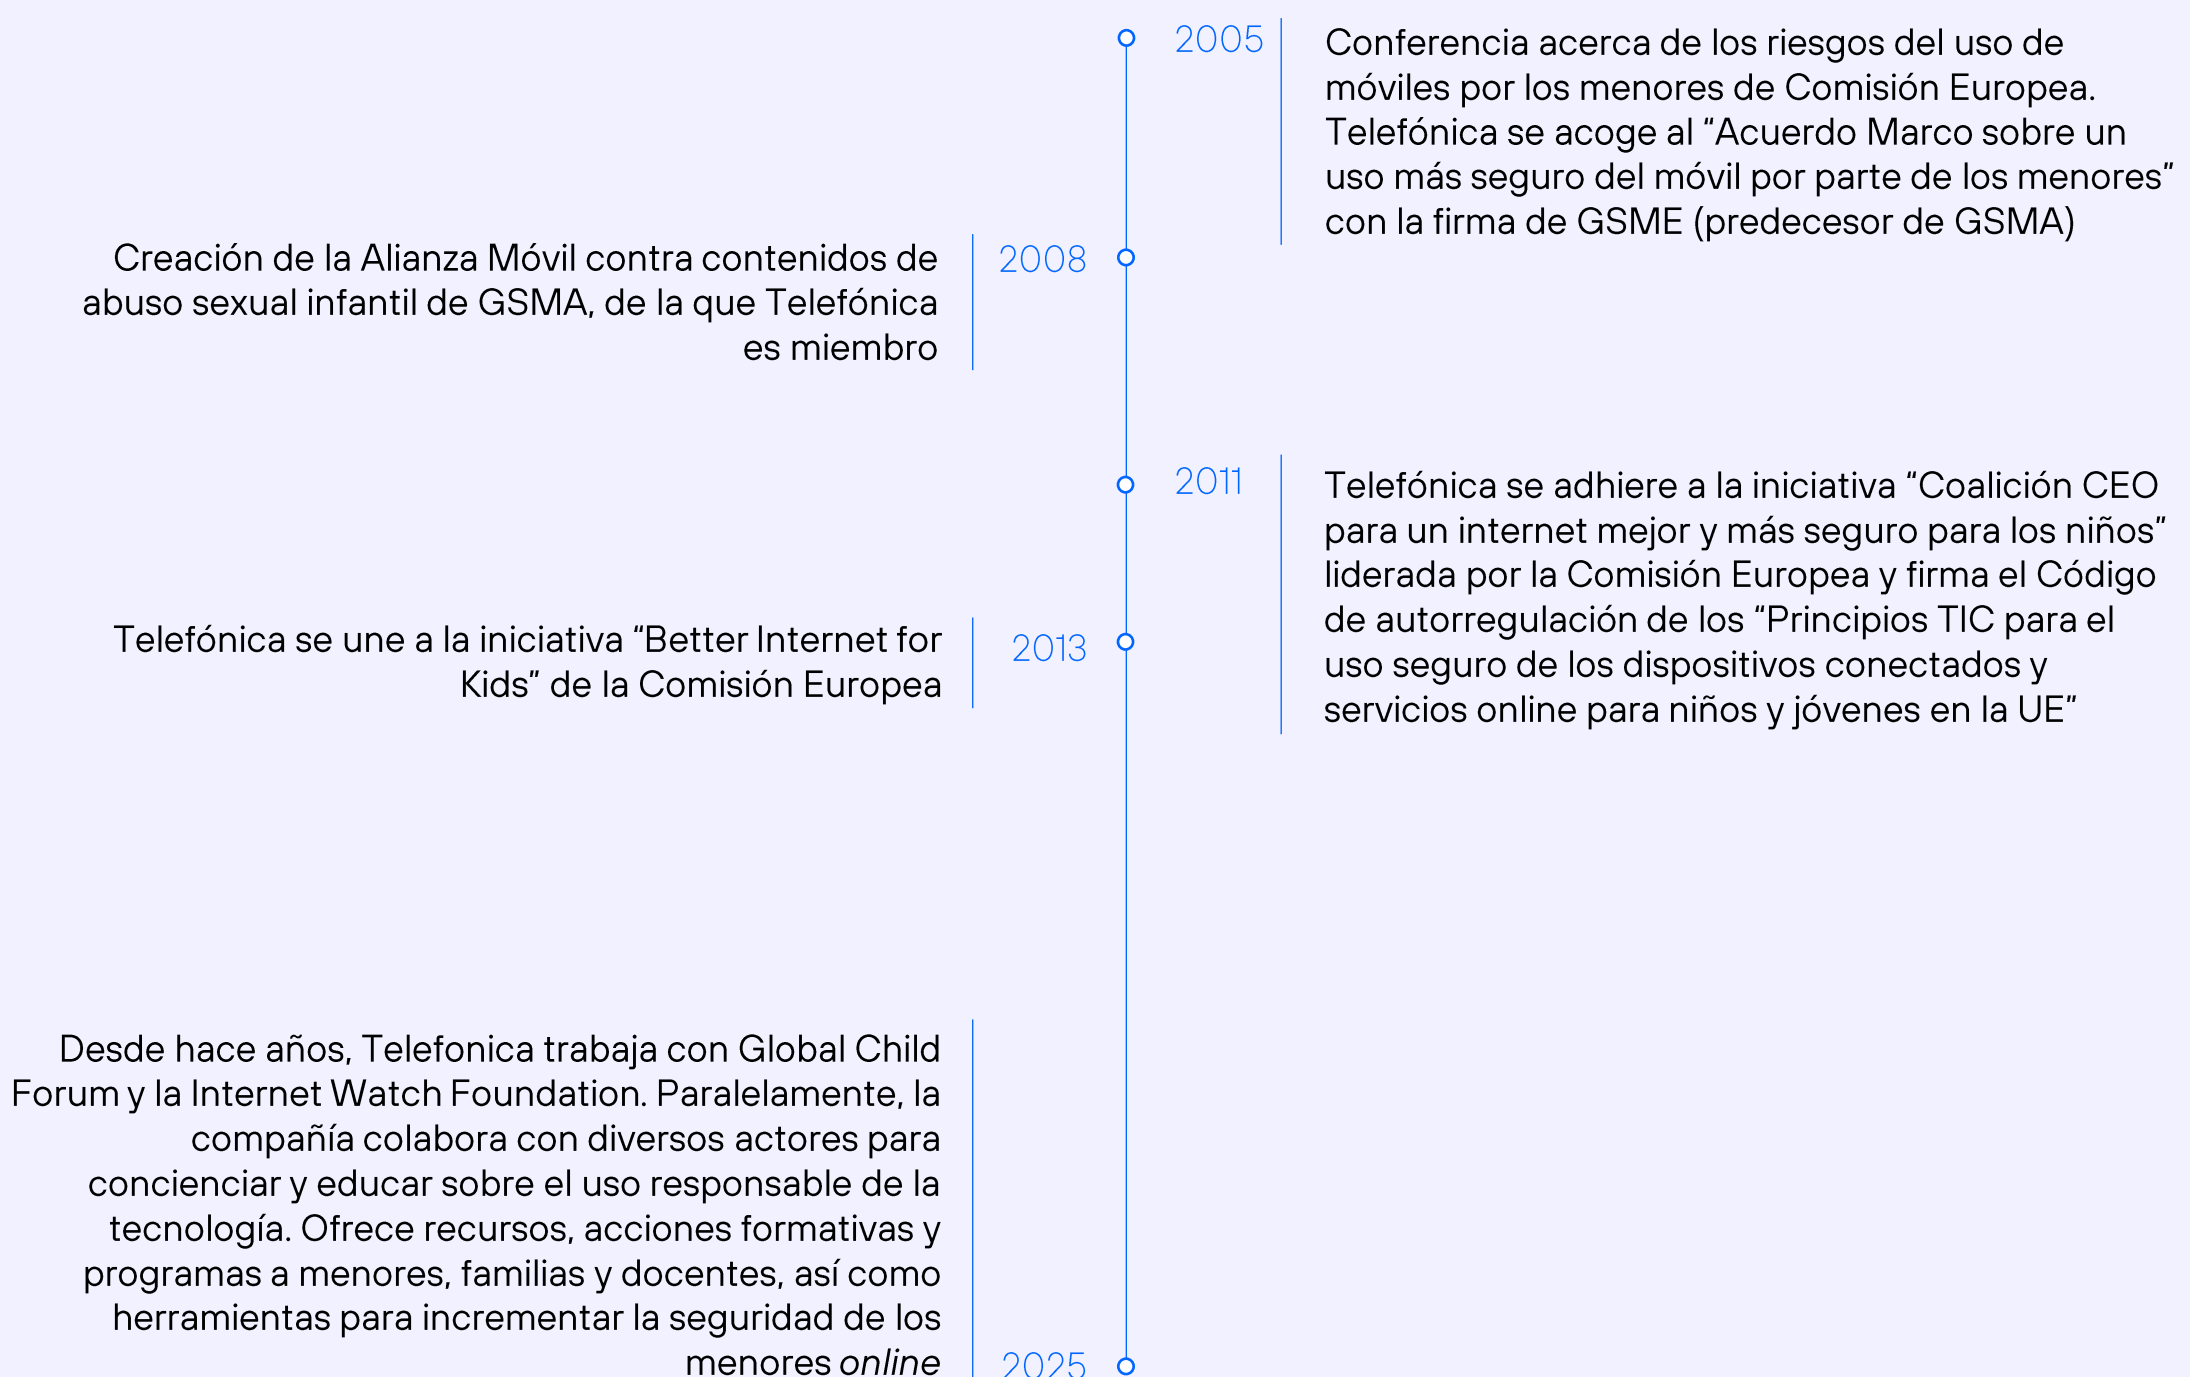 2005
Conferencia acerca de los riesgos del uso de
móviles por los menores de Comisión Europea.
Telefónica se acoge al “Acuerdo Marco sobre un
uso más seguro del móvil por parte de los menores”
con la firma de GSME (predecesor de GSMA)
Creación de la Alianza Móvil contra contenidos de
abuso sexual infantil de GSMA, de la que Telefónica
es miembro
2008
2011
Telefónica se adhiere a la iniciativa “Coalición CEO
para un internet mejor y más seguro para los niños”
liderada por la Comisión Europea y firma el Código
de autorregulación de los “Principios TIC para el
uso seguro de los dispositivos conectados y
servicios online para niños y jóvenes en la UE”
Telefónica se une a la iniciativa “Better Internet for
Kids” de la Comisión Europea
2013
Desde hace años, Telefonica trabaja con Global Child
Forum y la Internet Watch Foundation. Paralelamente, la
compañía colabora con diversos actores para
concienciar y educar sobre el uso responsable de la
tecnología. Ofrece recursos, acciones formativas y
programas a menores, familias y docentes, así como
herramientas para incrementar la seguridad de los
menores online
2025